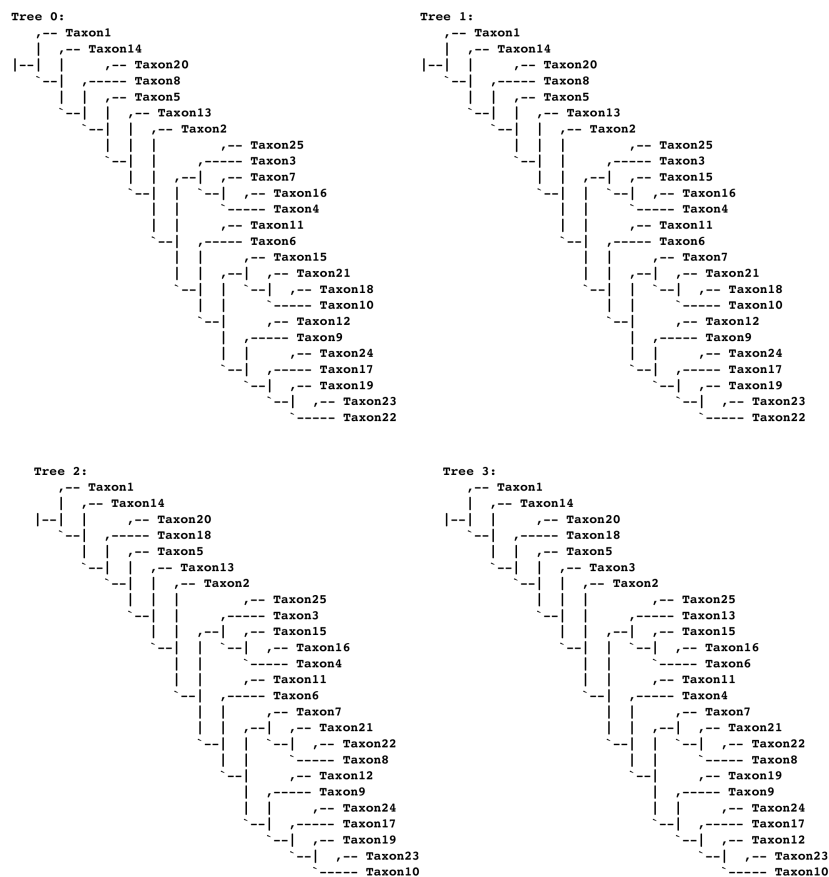 Tree 0:
Taxon1
Taxon14
Taxon20
Taxon8
Taxon5
Taxon13
Taxon2
Taxon25
Taxon3
Taxon7
Taxon16
Taxon4
Taxon11
Taxon6
Taxon15
Taxon21
Taxon18
Taxon10
Taxon12
Taxon9
Taxon24
Taxon17
Taxon19
Taxon23
Taxon22
Tree 1:
Taxon1
Taxon14
Taxon20
Taxon8
Taxon5
Taxon13
Taxon2
Taxon25
Taxon3
Taxon15
Taxon16
Taxon4
Taxon11
Taxon6
Taxon7
Taxon21
Taxon18
Taxon10
Taxon12
Taxon9
Taxon24
Taxon17
Taxon19
Taxon23
Taxon22
Tree 2:
Taxon1
Taxon14
Taxon20
Taxon18
Taxon5
Taxon13
Taxon2
Taxon25
Taxon3
Taxon15
Taxon16
Taxon4
Taxon11
Taxon6
Taxon7
Taxon21
Taxon22
Taxon8
Taxon12
Taxon9
Taxon24
Taxon17
Taxon19
Taxon23
Taxon10
Tree 3:
Taxon1
Taxon14
Taxon20
Taxon18
Taxon5
Taxon3
Taxon2
Taxon25
Taxon13
Taxon15
Taxon16
Taxon6
Taxon11
Taxon4
Taxon7
Taxon21
Taxon22
Taxon8
Taxon19
Taxon9
Taxon24
Taxon17
Taxon12
Taxon23
Taxon10